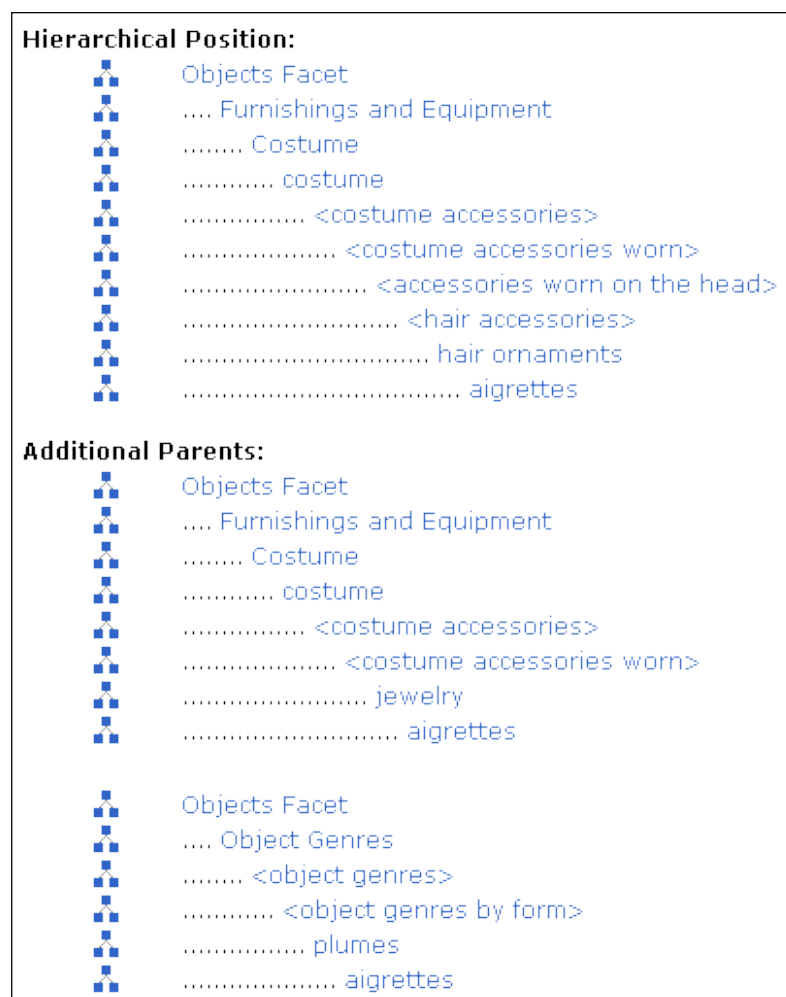 Hierarchical Position:
Objects Facet
.... Furnishings and Equipment
........ Costume
............ costume
................ <costume accessories>
.................... <costume accessories worn>
........................ <accessories worn on the head>
............................ <hair accessories>
................................ hair ornaments
.................................... aigrettes
Additional Parents:
Objects Facet
.... Furnishings and Equipment
........ Costume
............ costume
................ <costume accessories>
.................... <costume accessories worn>
........................ jewelry
............................ aigrettes
Objects Facet
.... Object Genres
........ <object genres>
............ <object genres by form>
................ plumes
.................... aigrettes